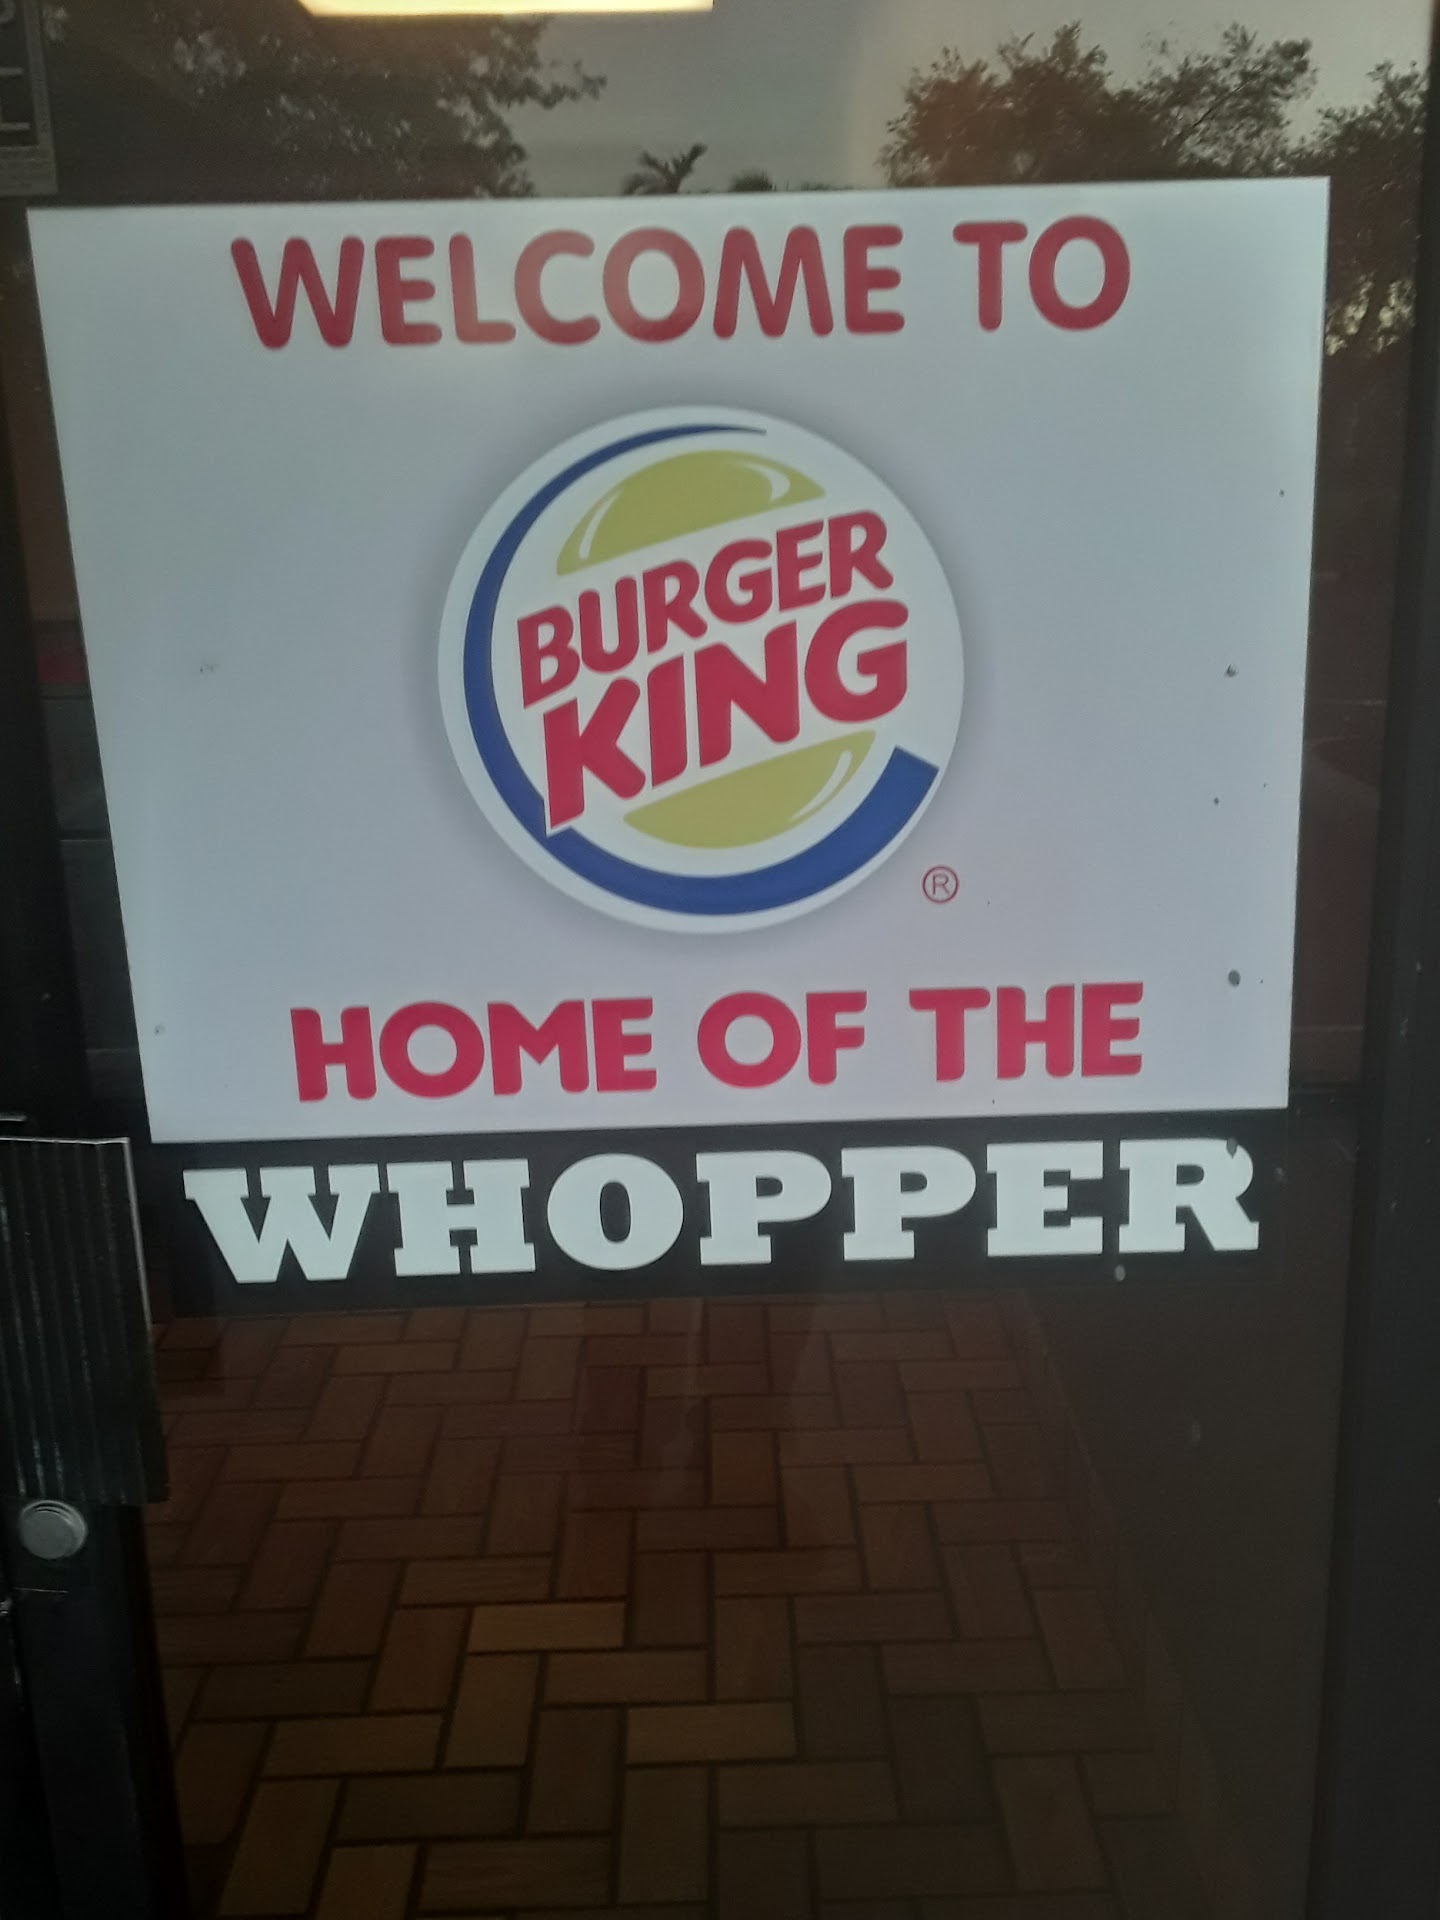 WELCOME TO
BURGER
KING
®
HOME OF THE
WHOPPER